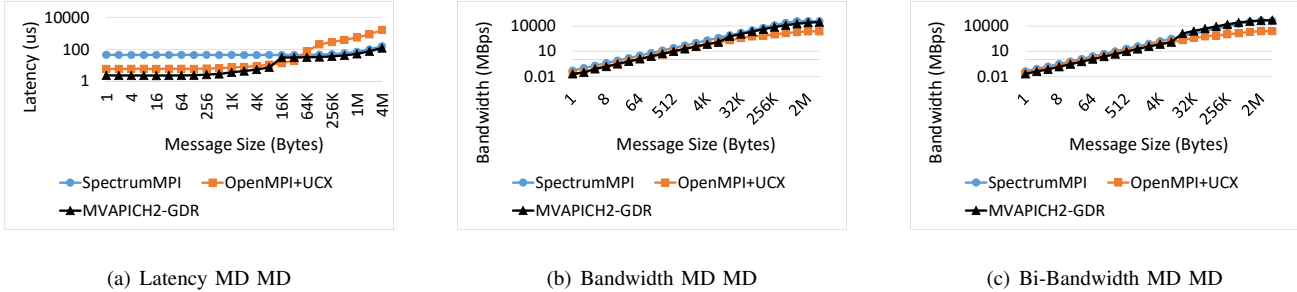 Latency (us)
10000
100
1
1
4
16
64
256
1K
4K
16K
64K
256K
1M
4M
Message Size (Bytes)
SpectrumMPI
OpenMPI+UCX
MVAPICH2-GDR
(a) Latency MD MD
Bandwidth (MBps)
10000
10
0.01
1
8
64
512
4K
32K
256K
2M
Message Size (Bytes)
SpectrumMPI
OpenMPI+UCX
MVAPICH2-GDR
(b) Bandwidth MD MD
Bandwidth (MBps)
10000
10
0.01
1
8
64
512
4K
32K
256K
2M
Message Size (Bytes)
SpectrumMPI
OpenMPI+UCX
MVAPICH2-GDR
(c) Bi-Bandwidth MD MD